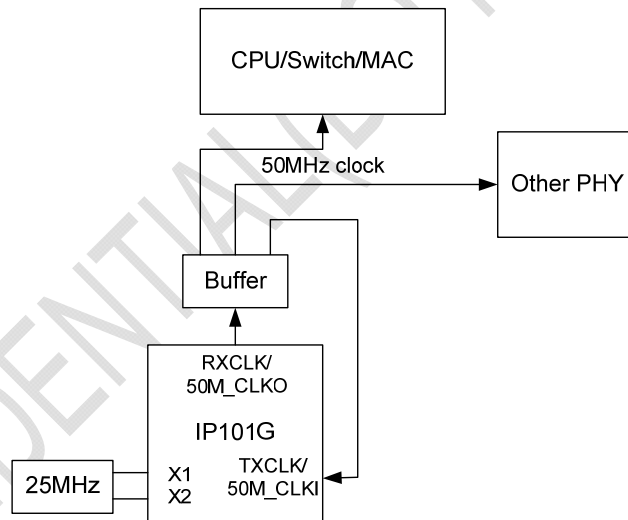 CPU/Switch/MAC
50MHz clock
Other PHY
Buffer
RXCLK/
50M_CLKO
IP101G
X1
X2
TXCLK/
50M_CLKI
25MHz